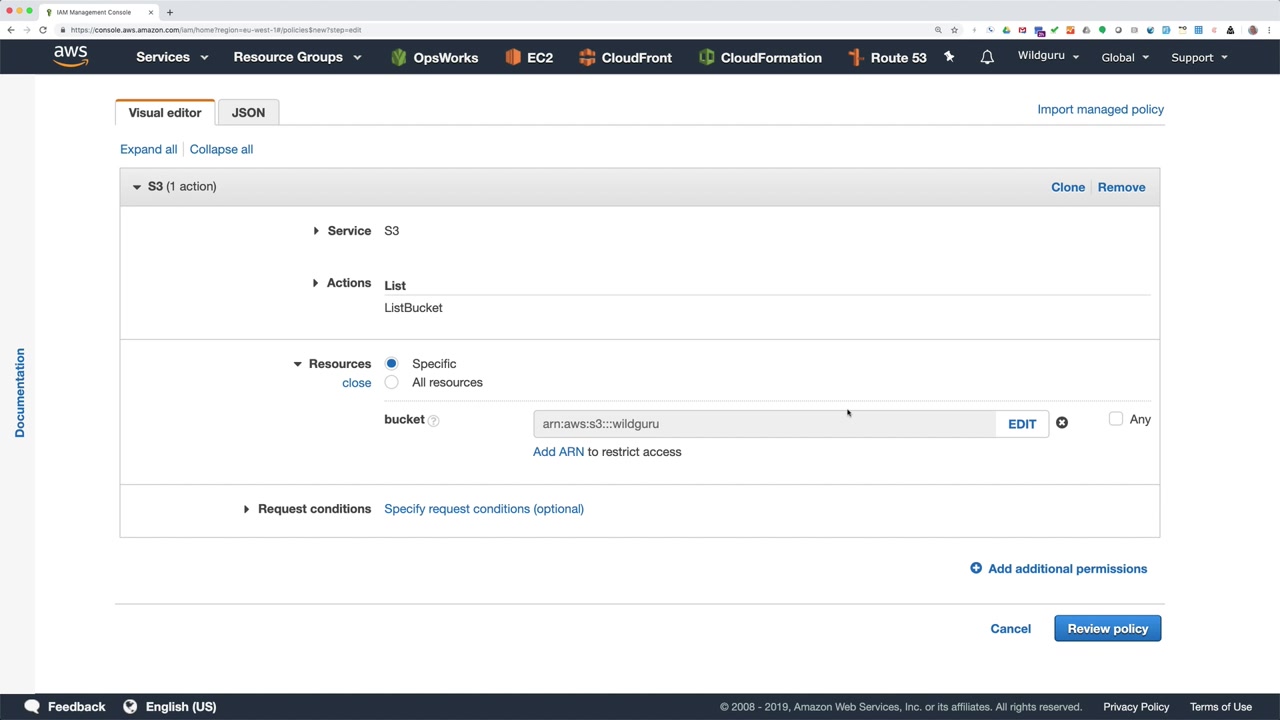 IAM Management Console
https://console.aws.amazon.com/iam/home?region=eu-west-1#/policies$new?step=edit
aws Services Resource Groups OpsWorks EC2 CloudFront CloudFormation Route 53 Wildguru Global Support
Visual editor JSON Import managed policy
Expand all Collapse all
S3 (1 action) Clone Remove
Service S3
Actions List
ListBucket
Resources Specific
close All resources
bucket ? arn:aws:s3:::wildguru EDIT Any
Add ARN to restrict access
Request conditions Specify request conditions (optional)
Add additional permissions
Cancel Review policy
Documentation
Feedback English (US) © 2008 - 2019, Amazon Web Services, Inc. or its affiliates. All rights reserved. Privacy Policy Terms of Use